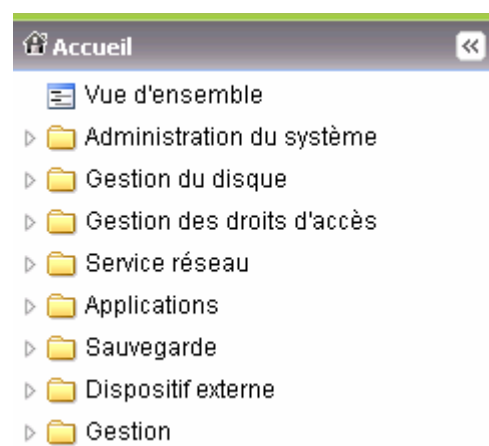 Accueil
Vue d'ensemble
Administration du système
Gestion du disque
Gestion des droits d'accès
Service réseau
Applications
Sauvegarde
Dispositif externe
Gestion